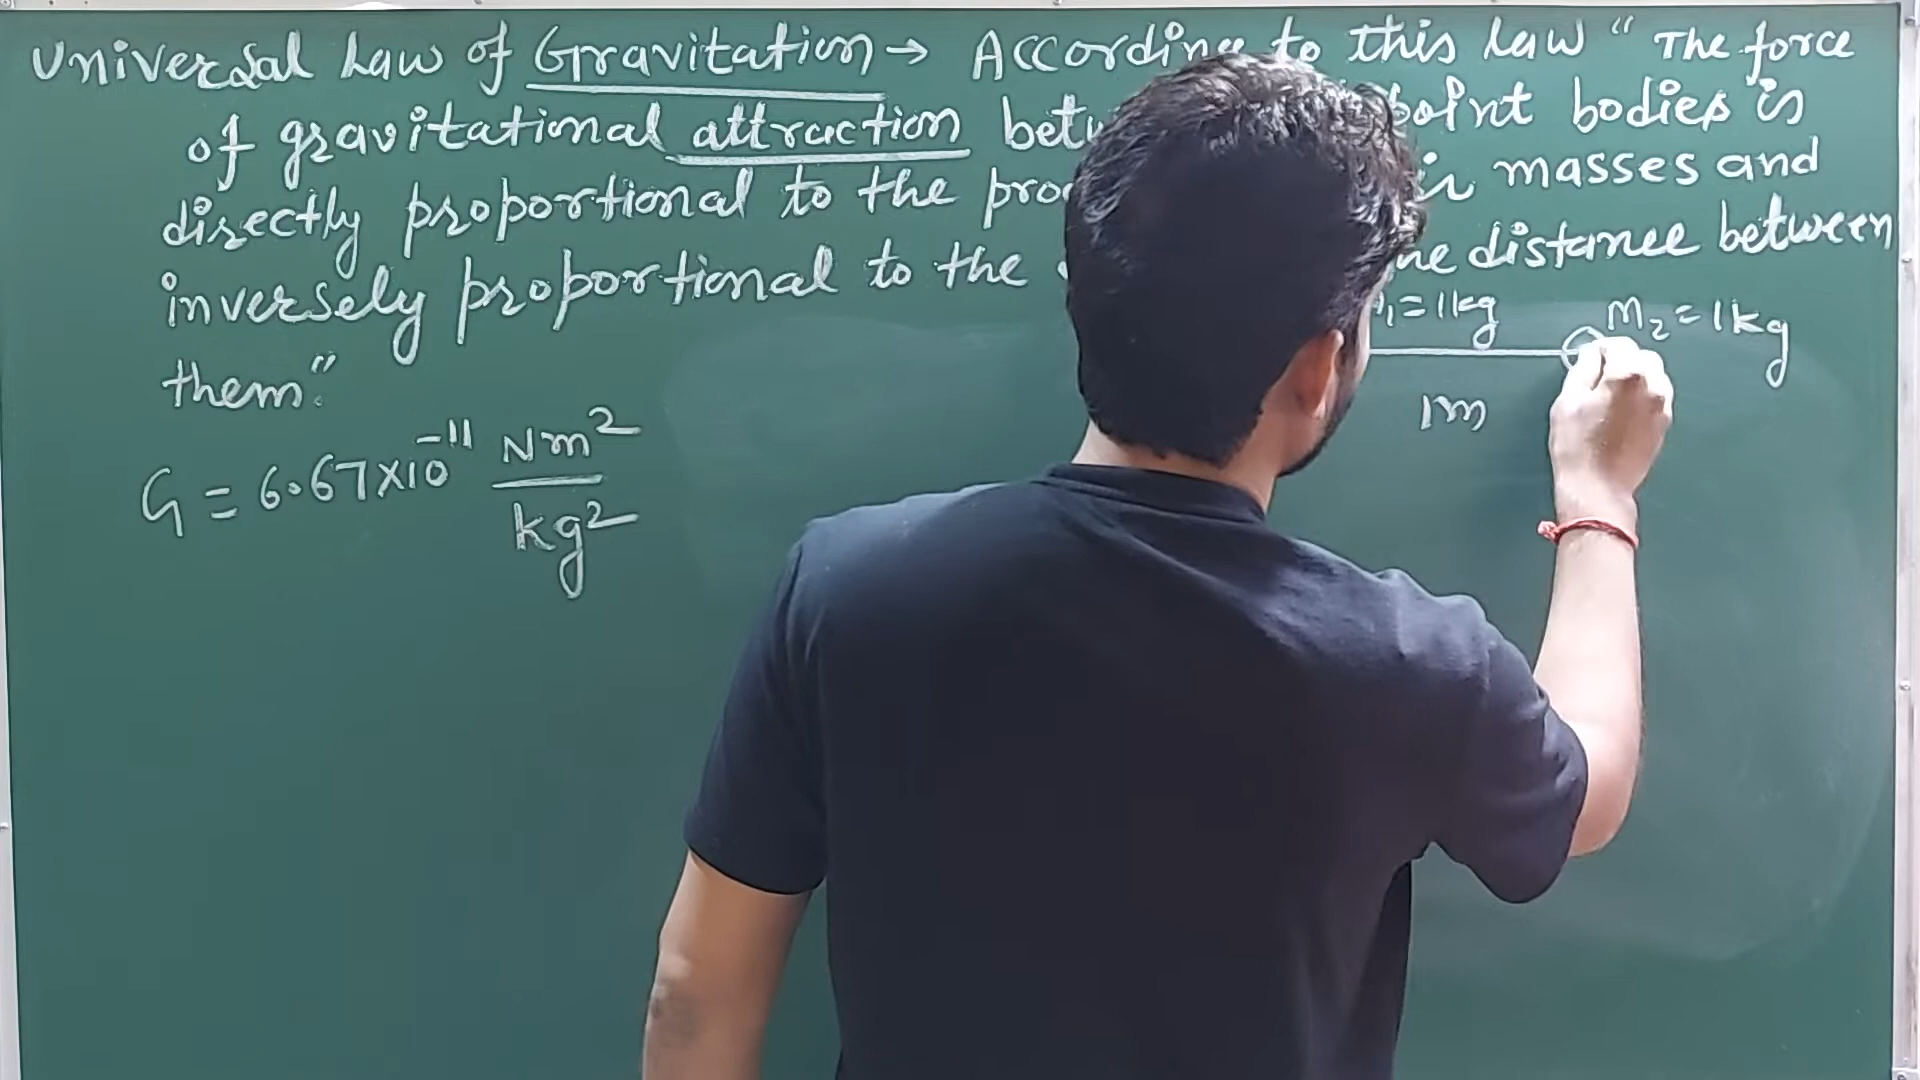 Universal Law of Gravitation → According to this law “ The force
of gravitational attraction point bodies is
directly proportional to the masses and
inversely proportional to the distance between
them”
=1kg M₂=1kg
1m
G = 6.67×10⁻¹¹ Nm²/kg²